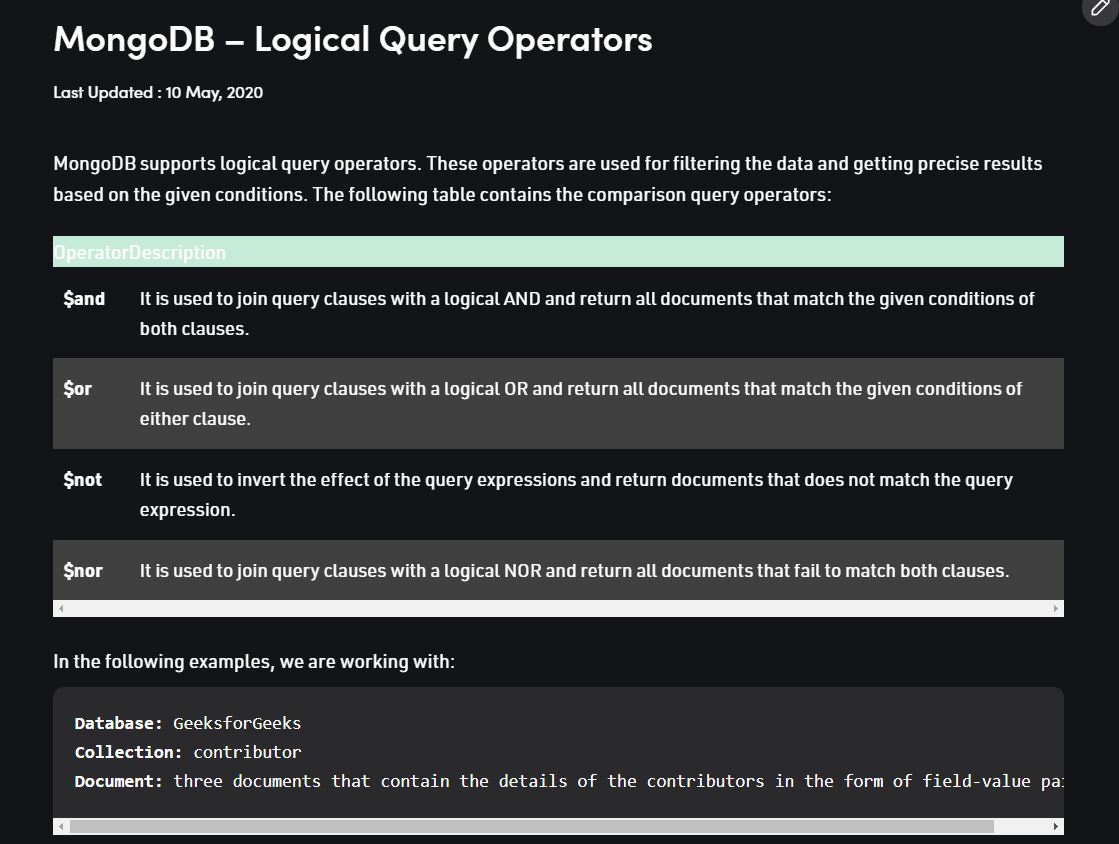 MongoDB – Logical Query Operators
Last Updated : 10 May, 2020
MongoDB supports logical query operators. These operators are used for filtering the data and getting precise results
based on the given conditions. The following table contains the comparison query operators:
OperatorDescription
$and It is used to join query clauses with a logical AND and return all documents that match the given conditions of
both clauses.
$or It is used to join query clauses with a logical OR and return all documents that match the given conditions of
either clause.
$not It is used to invert the effect of the query expressions and return documents that does not match the query
expression.
$nor It is used to join query clauses with a logical NOR and return all documents that fail to match both clauses.
In the following examples, we are working with:
Database: GeeksforGeeks
Collection: contributor
Document: three documents that contain the details of the contributors in the form of field-value